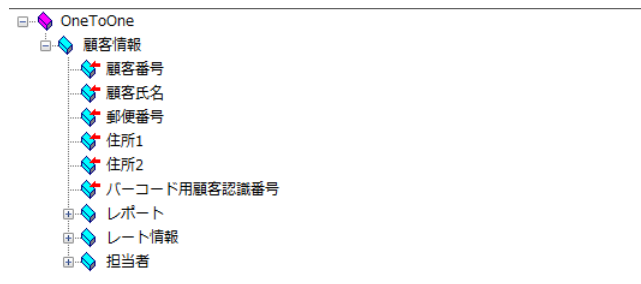 OneToOne
顧客情報
顧客番号
顧客氏名
郵便番号
住所1
住所2
バーコード用顧客認識番号
レポート
レート情報
担当者